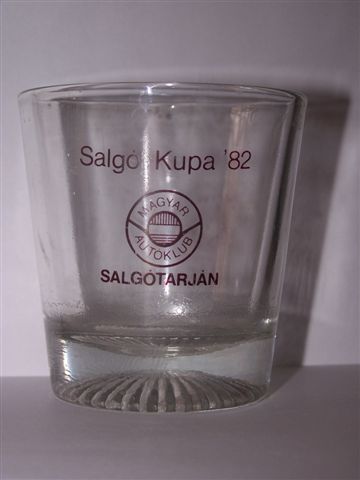 Salgó Kupa '82
MAGYAR
AUTÓKLUB
SALGÓTARJÁN